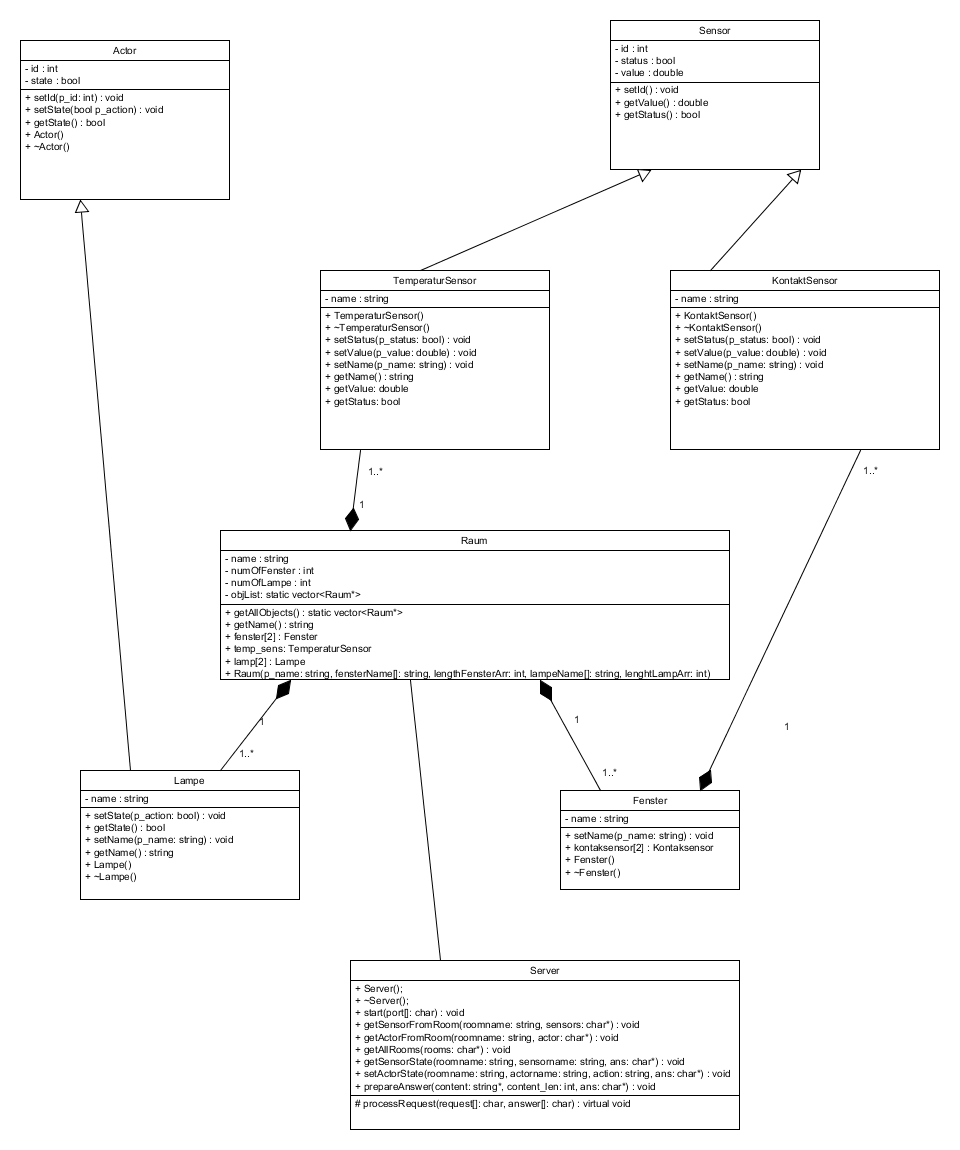 Actor
- id : int
- state : bool
+ setId(p_id: int) : void
+ setState(bool p_action) : void
+ getState() : bool
+ Actor()
+ ~Actor()
Sensor
- id : int
- status : bool
- value : double
+ setId() : void
+ getValue() : double
+ getStatus() : bool
TemperaturSensor
- name : string
+ TemperaturSensor()
+ ~TemperaturSensor()
+ setStatus(p_status: bool) : void
+ setValue(p_value: double) : void
+ setName(p_name: string) : void
+ getName() : string
+ getValue: double
+ getStatus: bool
KontaktSensor
- name : string
+ KontaktSensor()
+ ~KontaktSensor()
+ setStatus(p_status: bool) : void
+ setValue(p_value: double) : void
+ setName(p_name: string) : void
+ getName() : string
+ getValue: double
+ getStatus: bool
1..*
1..*
1
Raum
- name : string
- numOfFenster : int
- numOfLampe : int
- objList: static vector<Raum*>
+ getAllObjects() : static vector<Raum*>
+ getName() : string
+ fenster[2] : Fenster
+ temp_sens: TemperaturSensor
+ lamp[2] : Lampe
+ Raum(p_name: string, fensterName[]: string, lengthFensterArr: int, lampeName[]: string, lenghtLampArr: int)
1
1
1
1..*
1..*
Lampe
- name : string
+ setState(p_action: bool) : void
+ getState() : bool
+ setName(p_name: string) : void
+ getName() : string
+ Lampe()
+ ~Lampe()
Fenster
- name : string
+ setName(p_name: string) : void
+ kontaksensor[2] : Kontaksensor
+ Fenster()
+ ~Fenster()
Server
+ Server();
+ ~Server();
+ start(port[]: char) : void
+ getSensorFromRoom(roomname: string, sensors: char*) : void
+ getActorFromRoom(roomname: string, actor: char*) : void
+ getAllRooms(rooms: char*) : void
+ getSensorState(roomname: string, sensorname: string, ans: char*) : void
+ setActorState(roomname: string, actorname: string, action: string, ans: char*) : void
+ prepareAnswer(content: string*, content_len: int, ans: char*) : void
# processRequest(request[]: char, answer[]: char) : virtual void